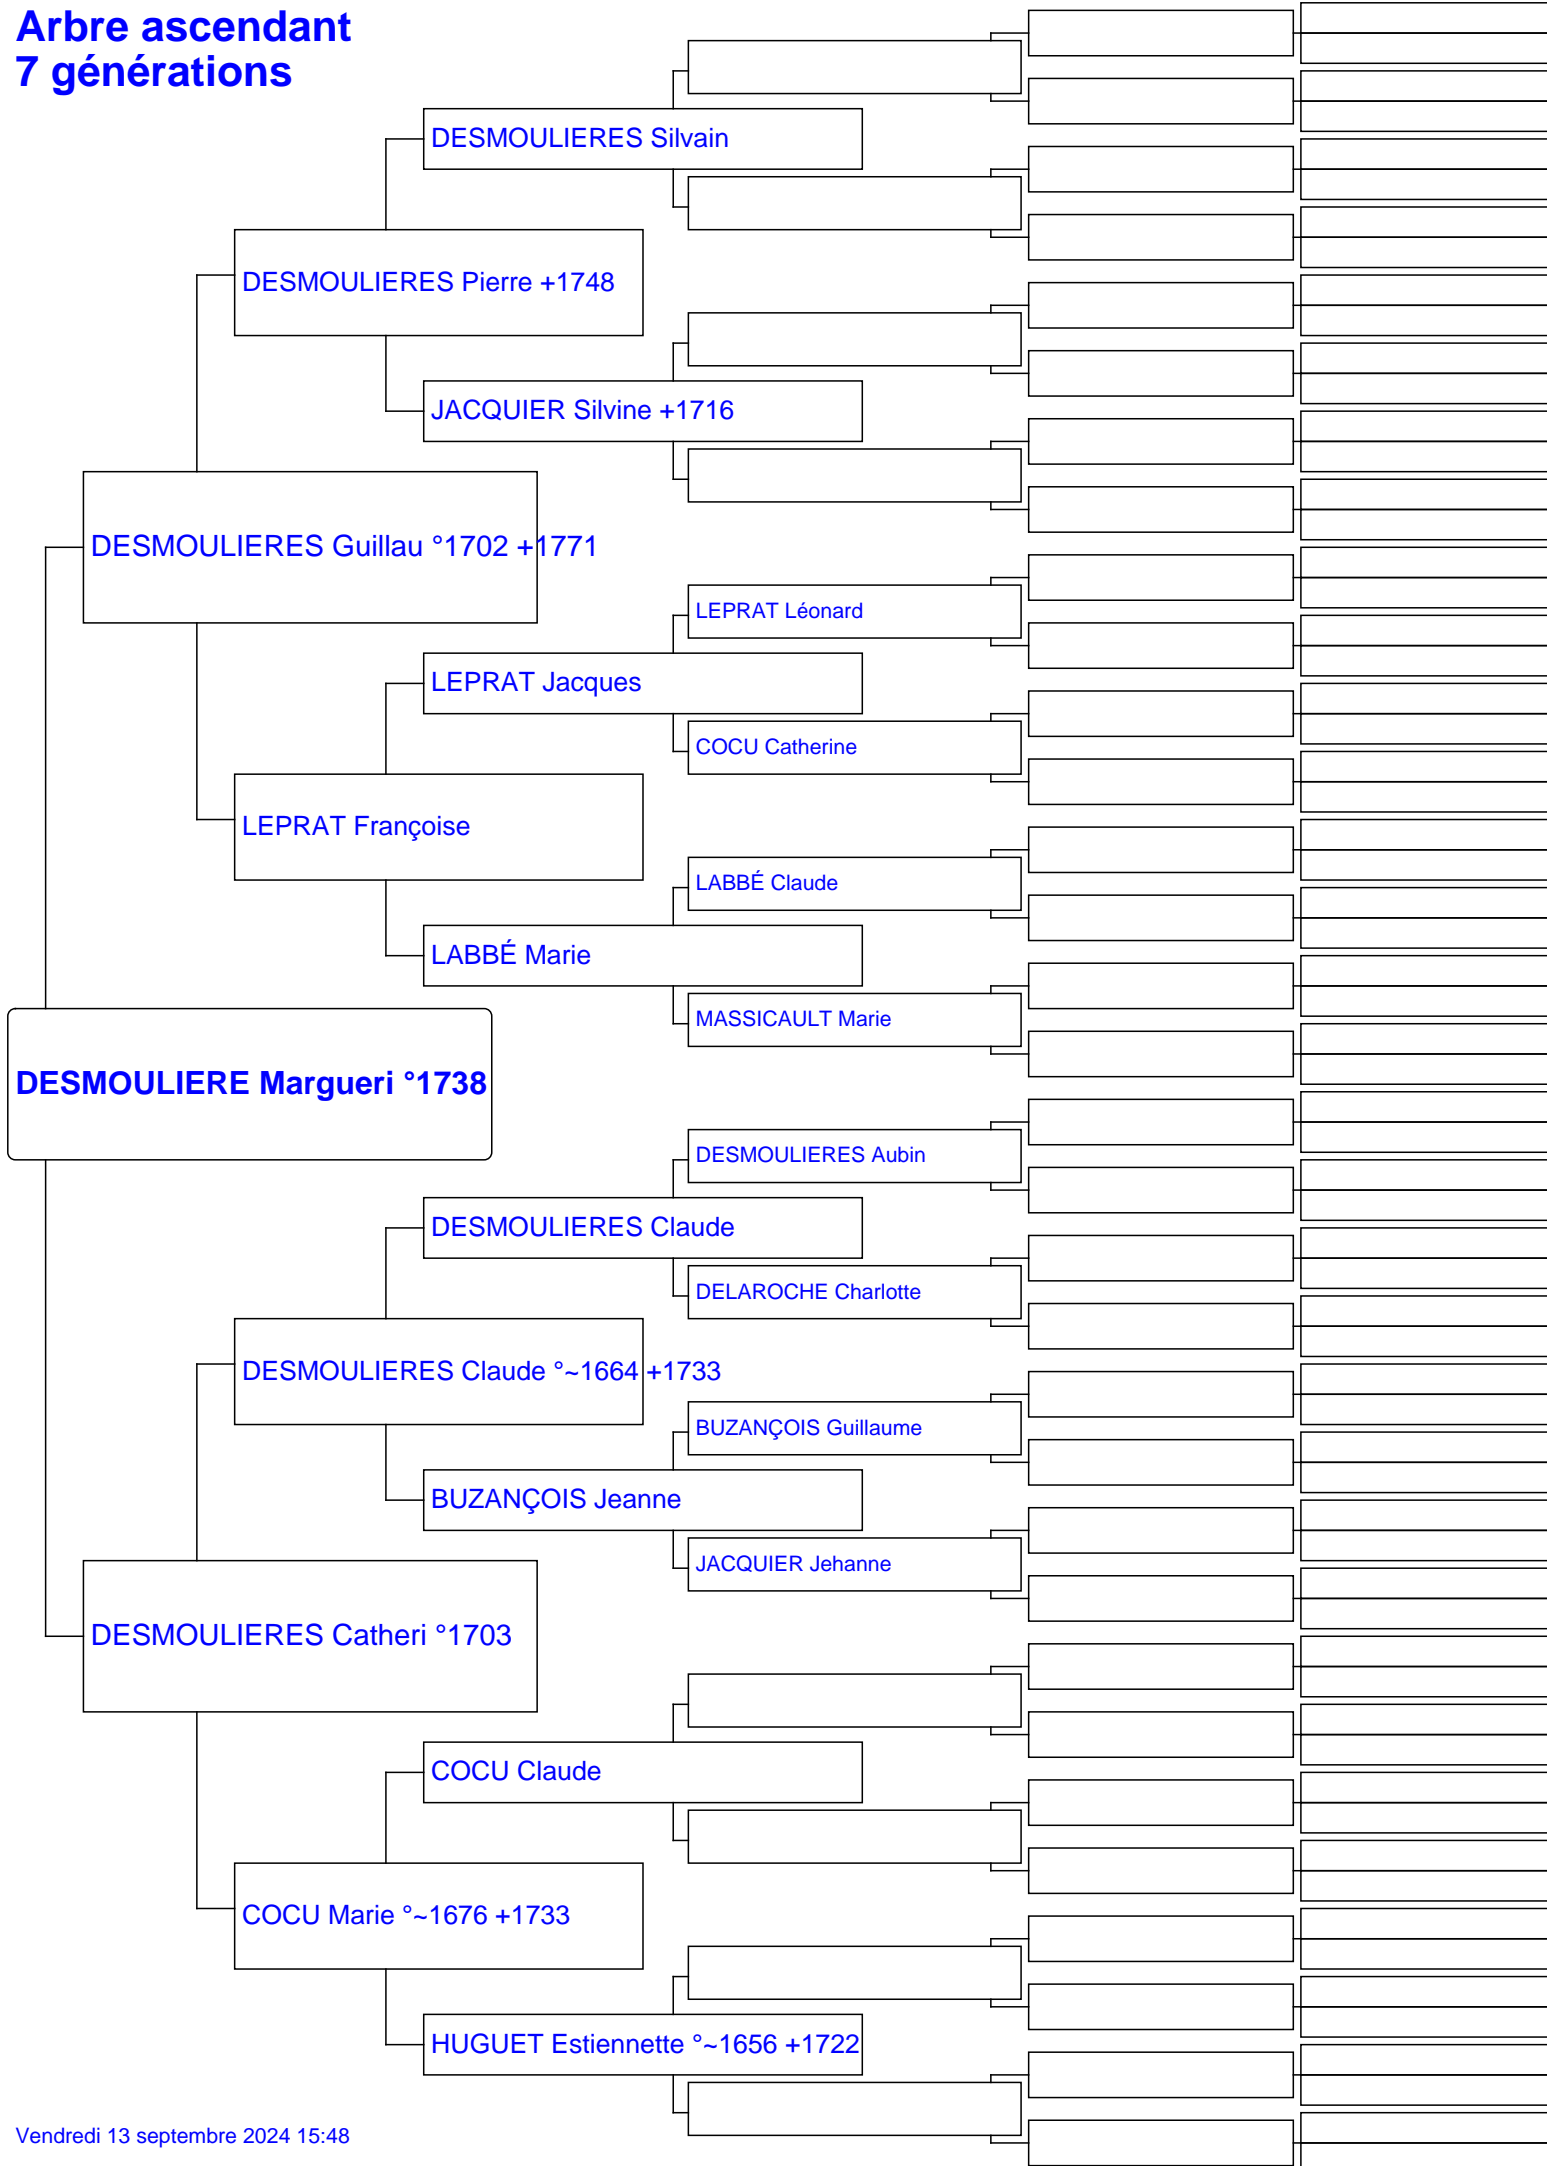 Arbre ascendant
7 générations
DESMOULIERES Silvain
DESMOULIERES Pierre +1748
JACQUIER Silvine +1716
DESMOULIERES Guillau °1702 +1771
LEPRAT Léonard
LEPRAT Jacques
COCU Catherine
LEPRAT Françoise
LABBÉ Claude
LABBÉ Marie
MASSICAULT Marie
DESMOULIERE Margueri °1738
DESMOULIERES Aubin
DESMOULIERES Claude
DELAROCHE Charlotte
DESMOULIERES Claude °~1664 +1733
BUZANÇOIS Guillaume
BUZANÇOIS Jeanne
JACQUIER Jehanne
DESMOULIERES Catheri °1703
COCU Claude
COCU Marie °~1676 +1733
HUGUET Estiennette °~1656 +1722
Vendredi 13 septembre 2024 15:48